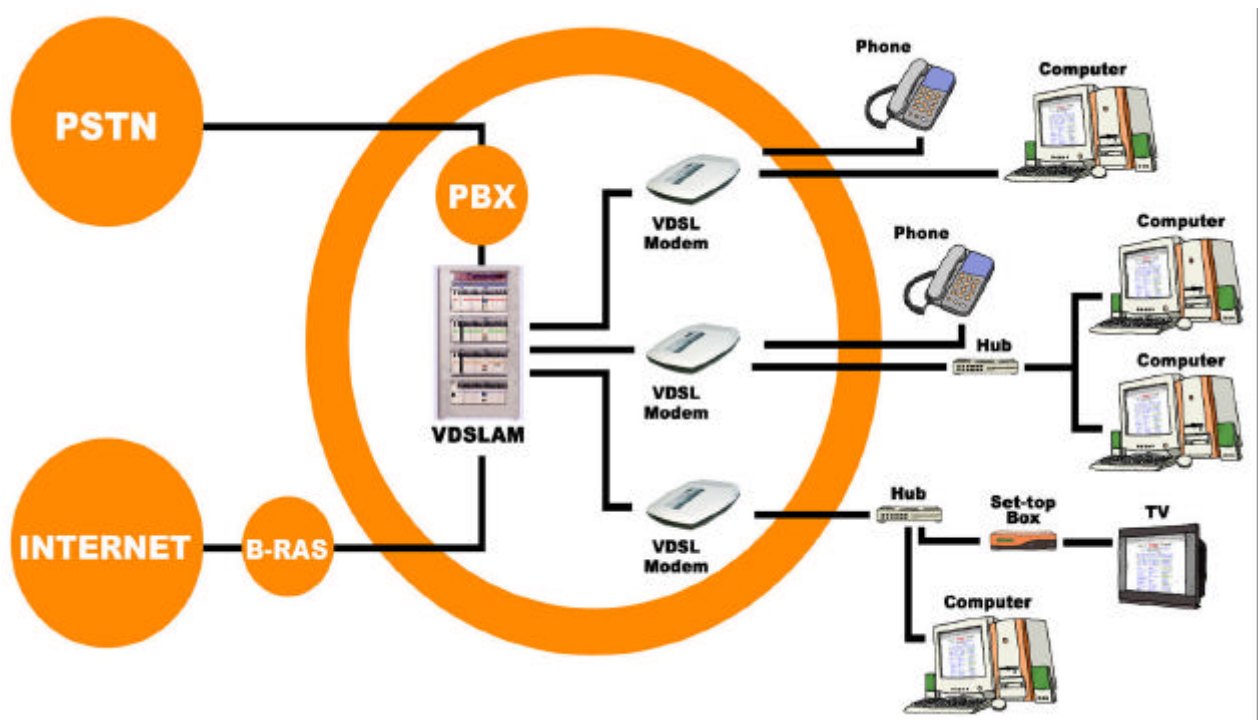 PSTN
PBX
VDSLAM
INTERNET
B-RAS
VDSL
Modem
Phone
Computer
VDSL
Modem
Phone
Hub
Computer
Computer
VDSL
Modem
Hub
Set-top
Box
TV
Computer